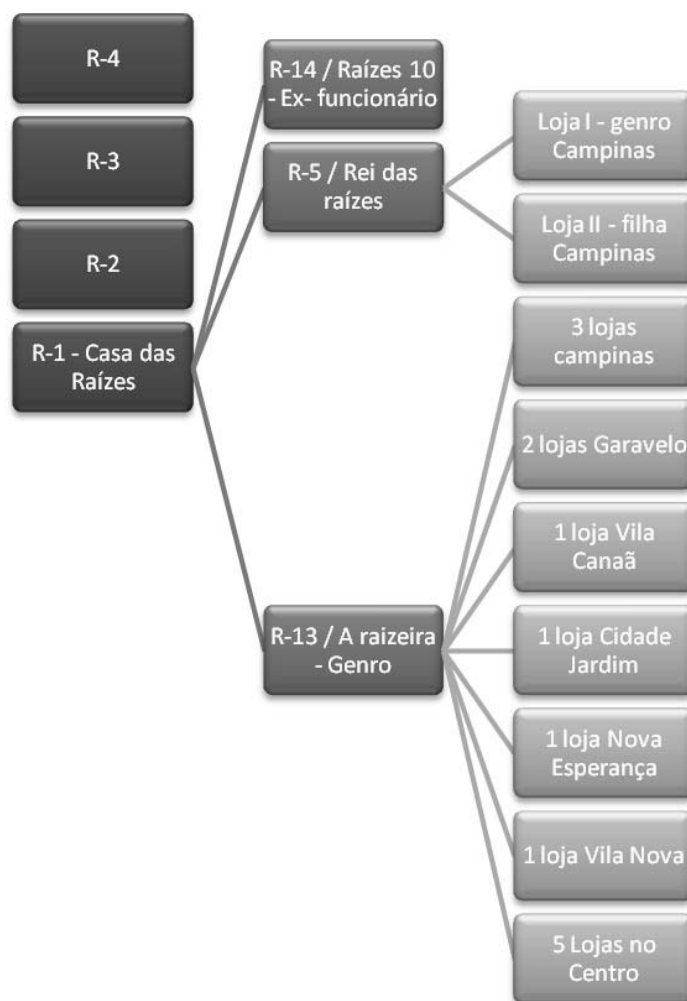 R-4
R-3
R-2
R-1 - Casa das
Raízes
R-14 / Raízes 10
- Ex- funcionário
R-5 / Rei das
raízes
R-13 / A raizeira
- Genro
Loja I - genro
Campinas
Loja II - filha
Campinas
3 lojas
campinas
2 lojas Garavelo
1 loja Vila
Canaã
1 loja Cidade
Jardim
1 loja Nova
Esperança
1 loja Vila Nova
5 Lojas no
Centro